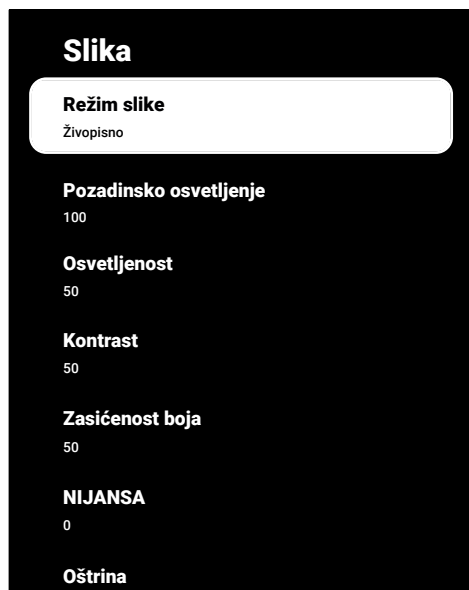 Slika
Režim slike
Živopisno
Pozadinsko osvetljenje
100
Osvetljenost
50
Kontrast
50
Zasićenost boja
50
NIJANSA
0
Oštrina